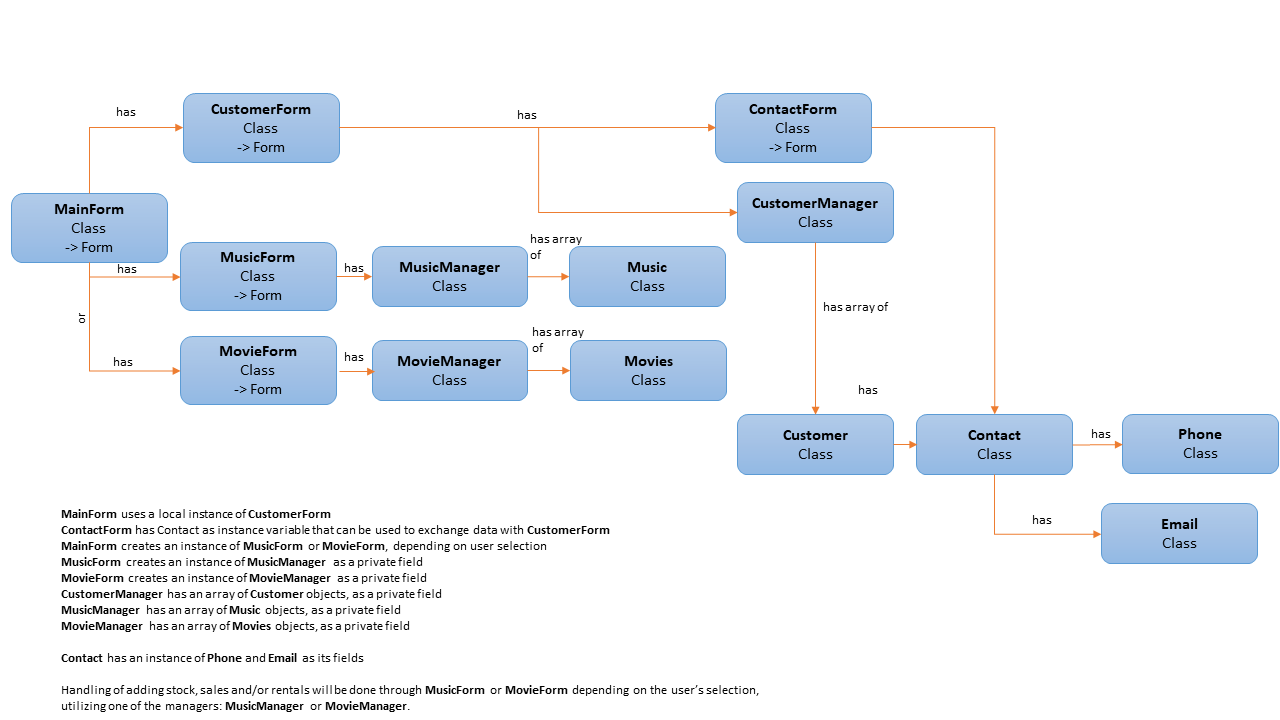 has
CustomerForm
Class
-> Form
has
ContactForm
Class
-> Form
MainForm
Class
-> Form
CustomerManager
Class
has
MusicForm
Class
-> Form
has
MusicManager
Class
has array
of
Music
Class
or
has
MovieForm
Class
-> Form
has
MovieManager
Class
has array
of
Movies
Class
has array of
has
Customer
Class
Contact
Class
has
Phone
Class
has
Email
Class
MainForm uses a local instance of CustomerForm
ContactForm has Contact as instance variable that can be used to exchange data with CustomerForm
MainForm creates an instance of MusicForm or MovieForm, depending on user selection
MusicForm creates an instance of MusicManager as a private field
MovieForm creates an instance of MovieManager as a private field
CustomerManager has an array of Customer objects, as a private field
MusicManager has an array of Music objects, as a private field
MovieManager has an array of Movies objects, as a private field
Contact has an instance of Phone and Email as its fields
Handling of adding stock, sales and/or rentals will be done through MusicForm or MovieForm depending on the user's selection,
utilizing one of the managers: MusicManager or MovieManager.